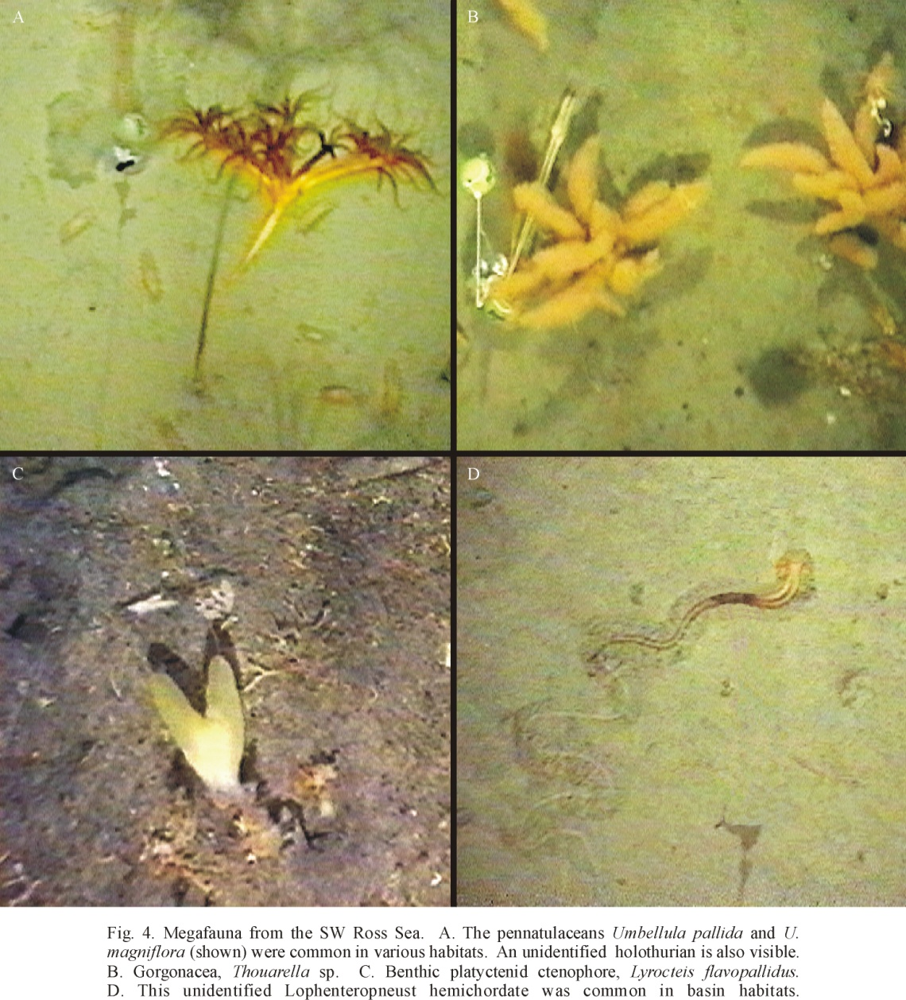 A
B
C
D
Fig. 4. Megafauna from the SW Ross Sea. A. The pennatulaceans Umbellula pallida and U.
magniflora (shown) were common in various habitats. An unidentified holothurian is also visible.
B. Gorgonacea, Thouarella sp. C. Benthic platyctenid ctenophore, Lyrocteis flavopallidus.
D. This unidentified Lophenteropneust hemichordate was common in basin habitats.